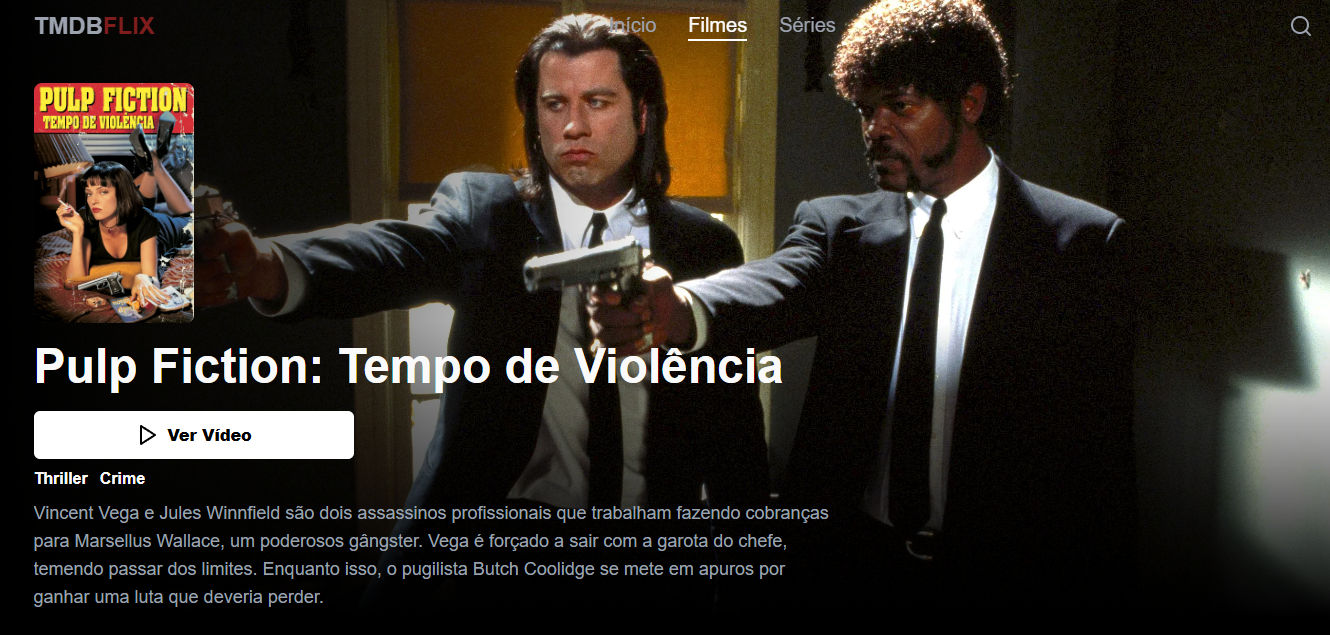 TMDBFLIX Início Filmes Séries
PULP FICTION
TEMPO DE VIOLÊNCIA
Pulp Fiction: Tempo de Violência
Ver Vídeo
Thriller Crime
Vincent Vega e Jules Winnfield são dois assassinos profissionais que trabalham fazendo cobranças
para Marsellus Wallace, um poderosos gângster. Vega é forçado a sair com a garota do chefe,
temendo passar dos limites. Enquanto isso, o pugilista Butch Coolidge se mete em apuros por
ganhar uma luta que deveria perder.